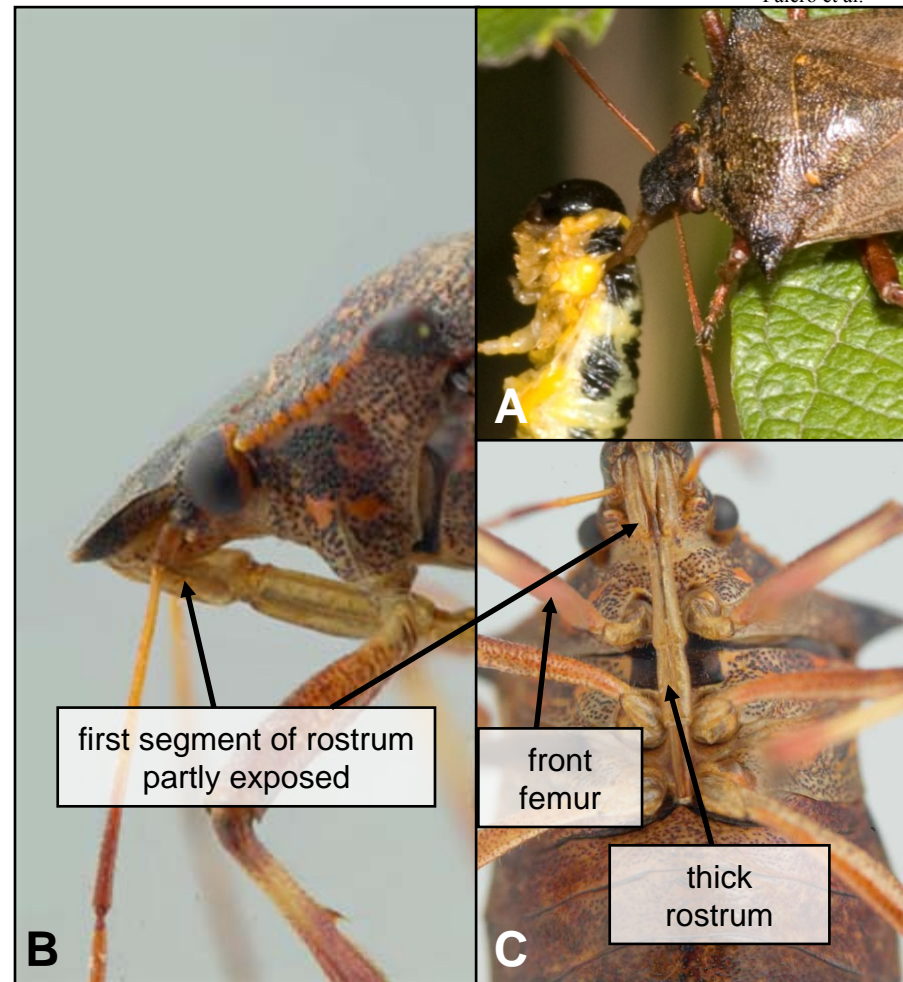 A
first segment of rostrum
partly exposed
front
femur
thick
rostrum
B
C